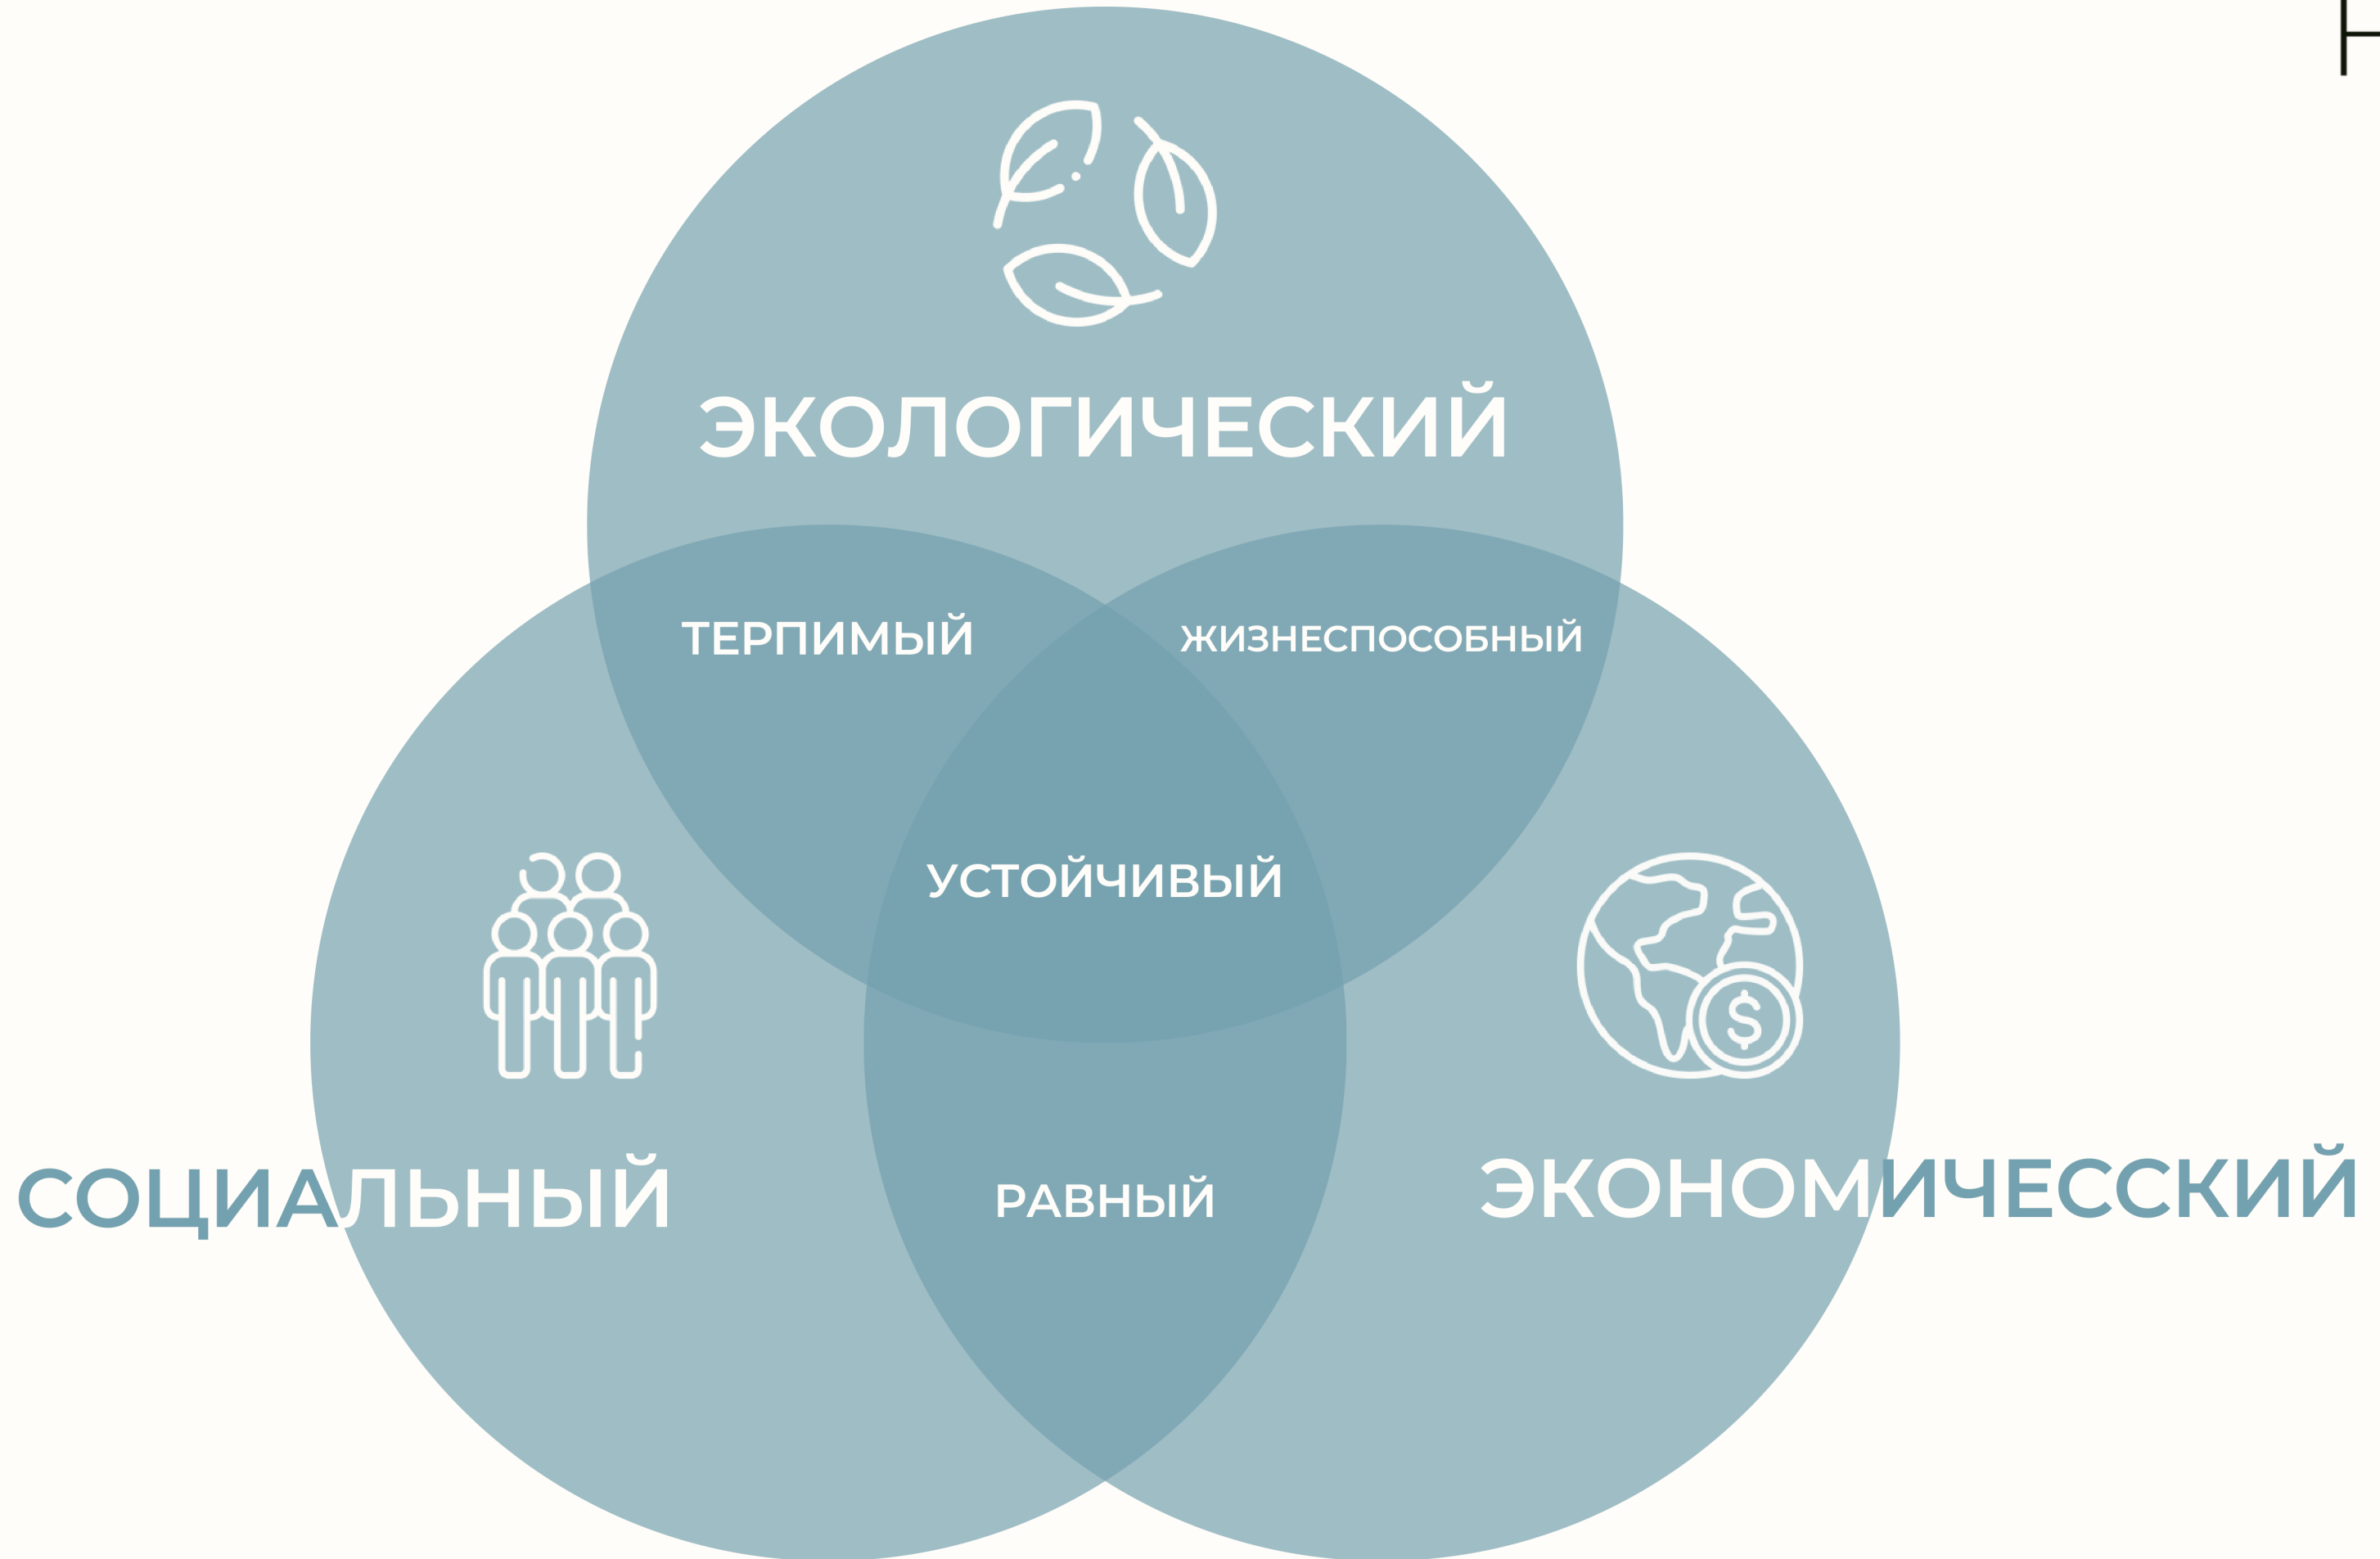 ЭКОЛОГИЧЕСКИЙ
ТЕРПИМЫЙ
ЖИЗНЕСПОСОБНЫЙ
УСТОЙЧИВЫЙ
СОЦИАЛЬНЫЙ
РАВНЫЙ
ЭКОНОМИЧЕССКИЙ